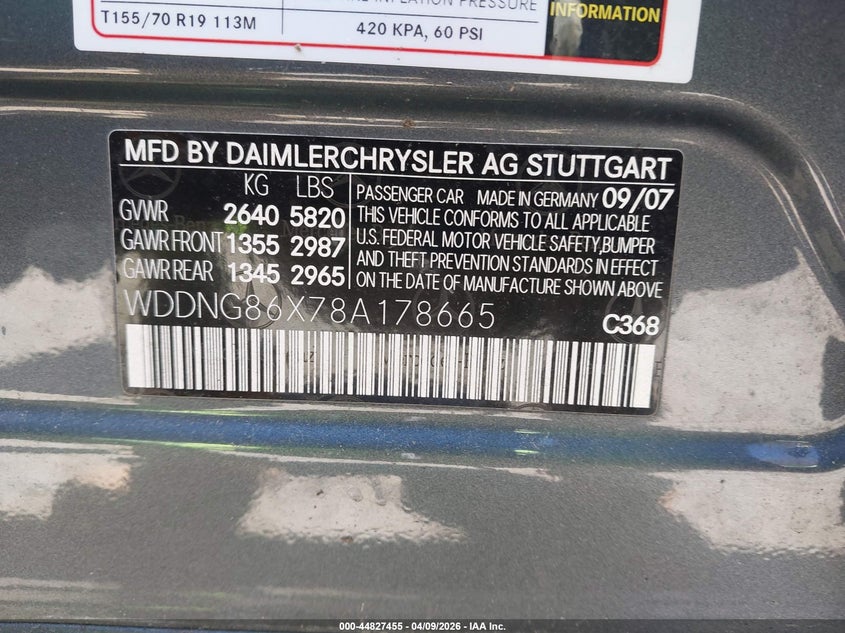 INFLATION PRESSURE
T155/70 R19 113M 420 KPA, 60 PSI
INFORMATION
MFD BY DAIMLERCHRYSLER AG STUTTGART
KG LBS
PASSENGER CAR MADE IN GERMANY 09/07
GVWR 2640 5820
THIS VEHICLE CONFORMS TO ALL APPLICABLE
GAWR FRONT 1355 2987
U.S. FEDERAL MOTOR VEHICLE SAFETY, BUMPER
GAWR REAR 1345 2965
AND THEFT PREVENTION STANDARDS IN EFFECT
ON THE DATE OF MANUFACTURE SHOWN ABOVE.
WDDNG86X78A178665
C368
000-44827455 | 04/09/2026 | IAA Inc.